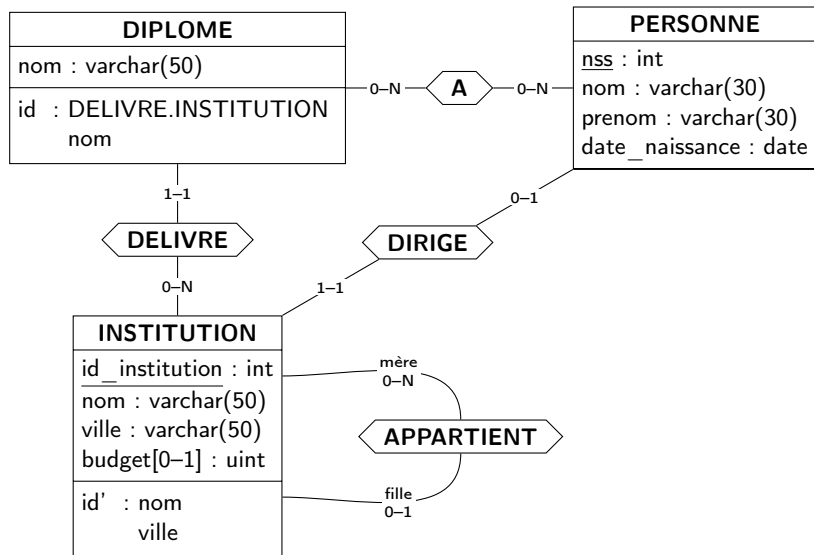 DIPLOME
nom : varchar(50)
id : DELIVRE.INSTITUTION
nom
0–N
A
0–N
PERSONNE
nss : int
nom : varchar(30)
prenom : varchar(30)
date_naissance : date
1–1
DELIVRE
0–N
0–1
DIRIGE
1–1
INSTITUTION
id_institution : int
nom : varchar(50)
ville : varchar(50)
budget[0–1] : uint
id' : nom
ville
mère
0–N
APPARTIENT
fille
0–1